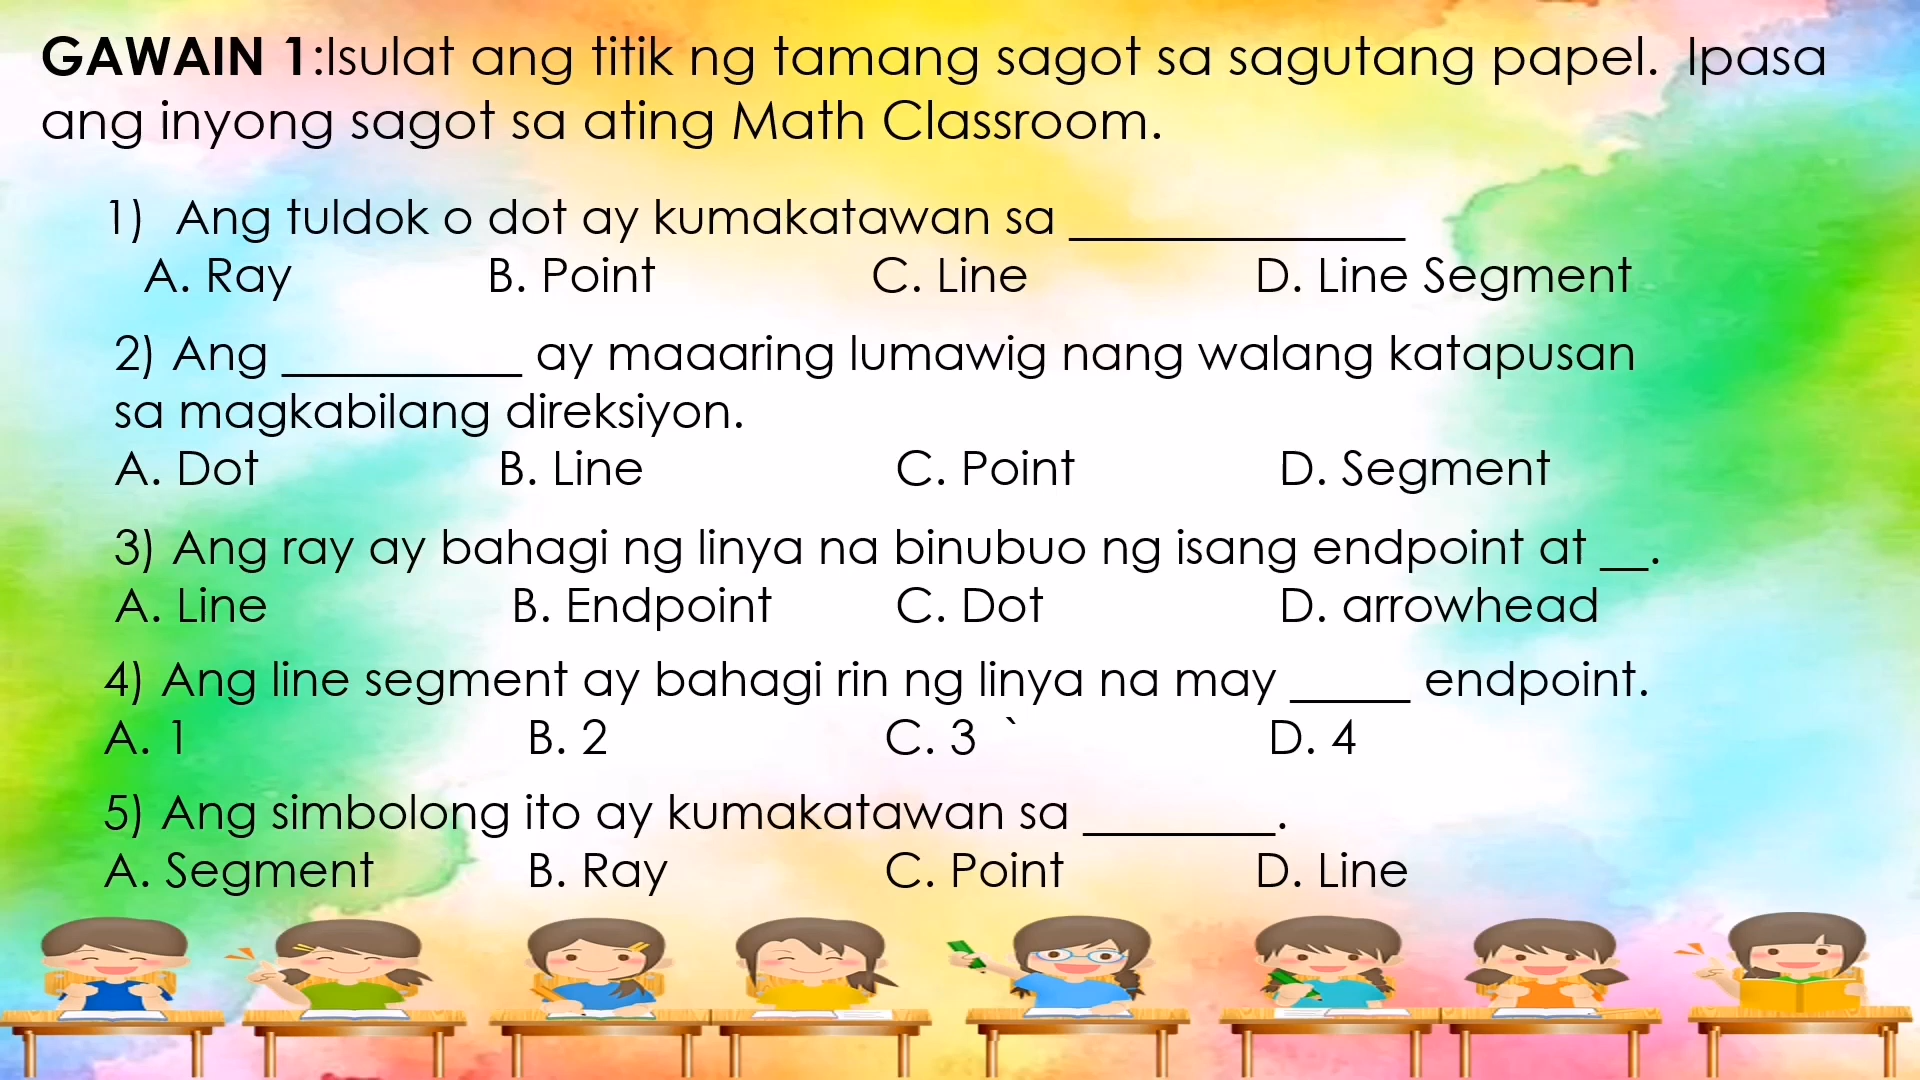 GAWAIN 1:Isulat ang titik ng tamang sagot sa sagutang papel. Ipasa
ang inyong sagot sa ating Math Classroom.
1) Ang tuldok o dot ay kumakatawan sa ______________
A. Ray B. Point C. Line D. Line Segment
2) Ang __________ ay maaaring lumawig nang walang katapusan
sa magkabilang direksiyon.
A. Dot B. Line C. Point D. Segment
3) Ang ray ay bahagi ng linya na binubuo ng isang endpoint at __.
A. Line B. Endpoint C. Dot D. arrowhead
4) Ang line segment ay bahagi rin ng linya na may _____ endpoint.
A. 1 B. 2 C. 3 ` D. 4
5) Ang simbolong ito ay kumakatawan sa ________.
A. Segment B. Ray C. Point D. Line